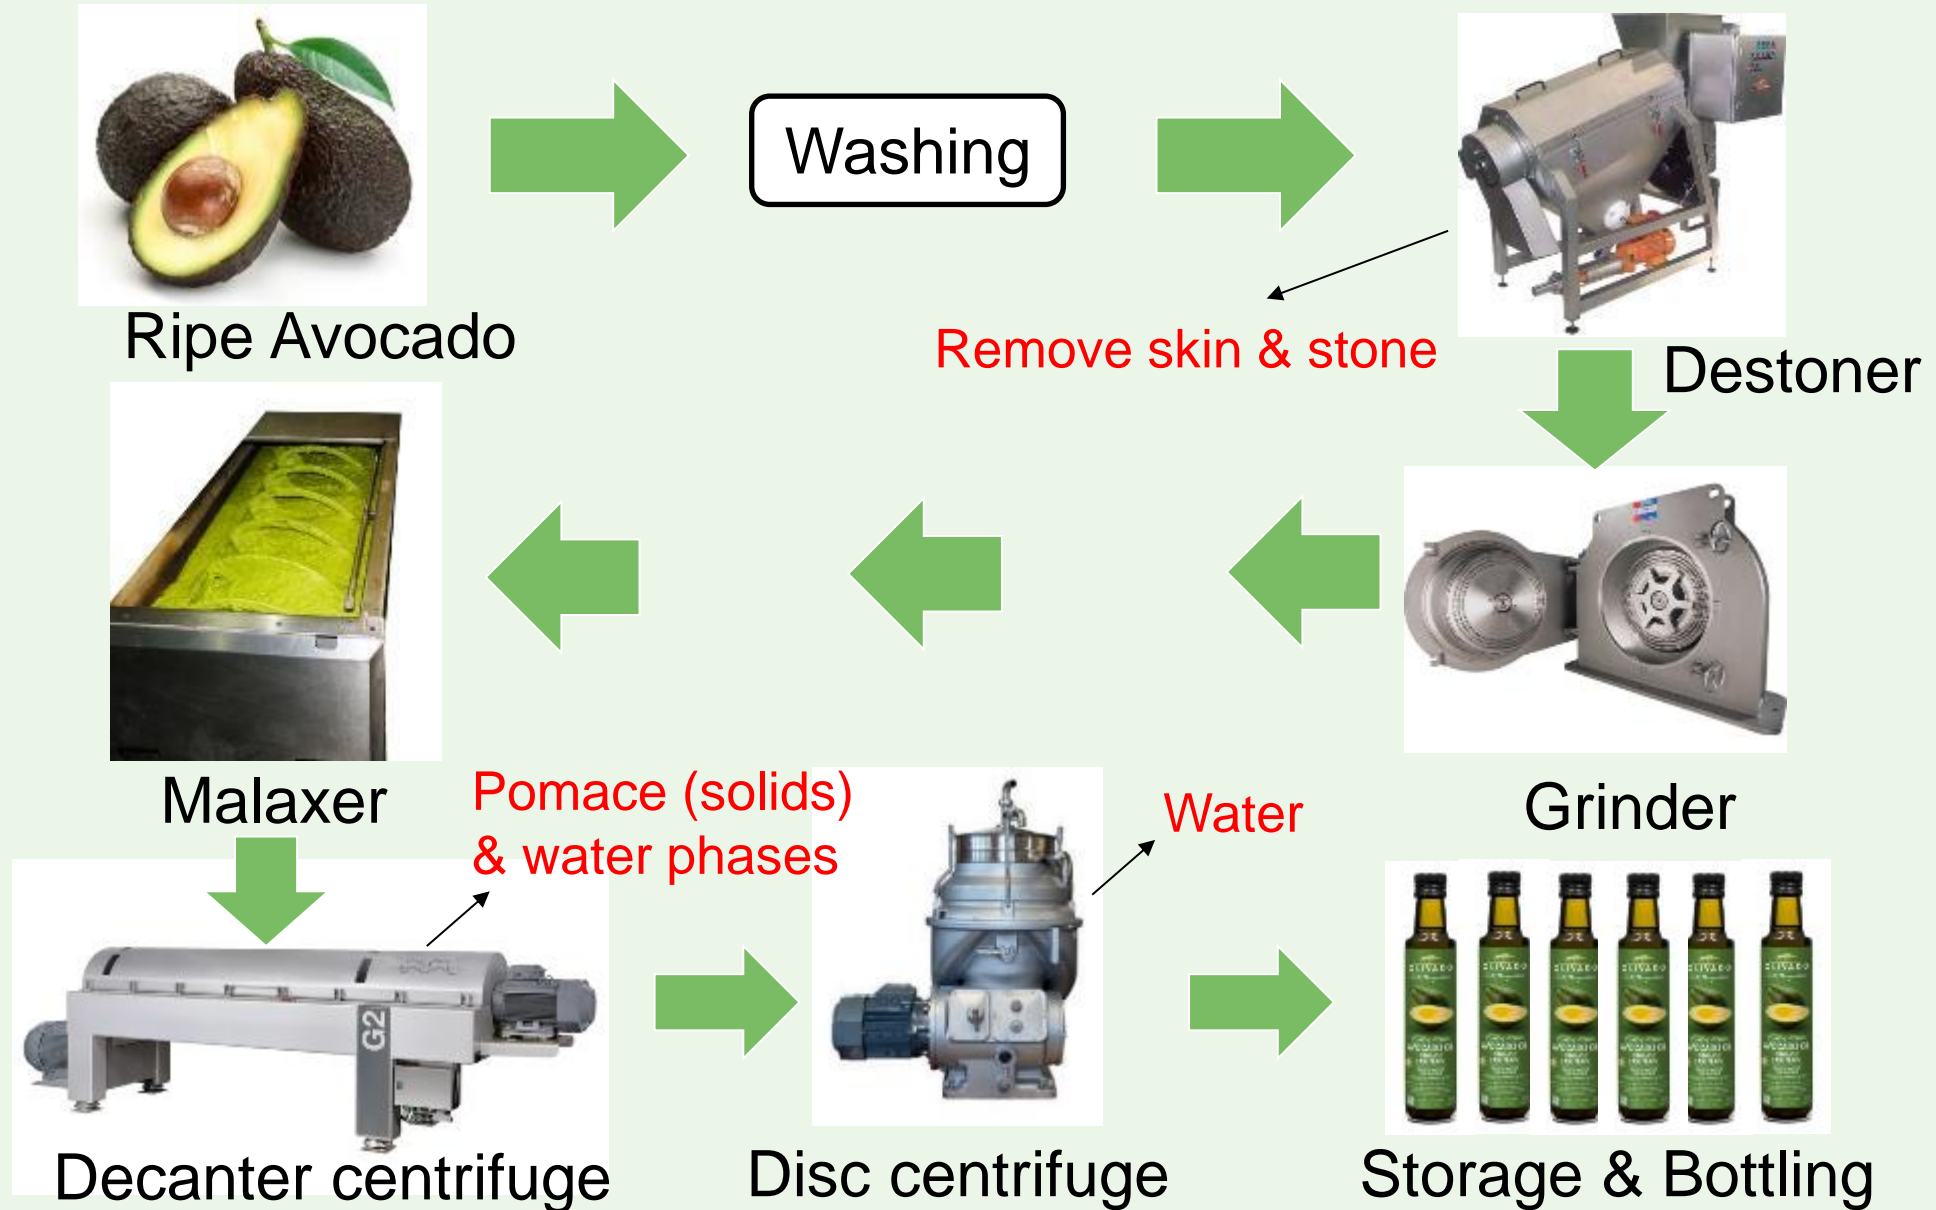 Ripe Avocado
Washing
Remove skin & stone
Destoner
Grinder
Malaxer
Pomace (solids)
& water phases
G2
Decanter centrifuge
Water
Disc centrifuge
Storage & Bottling